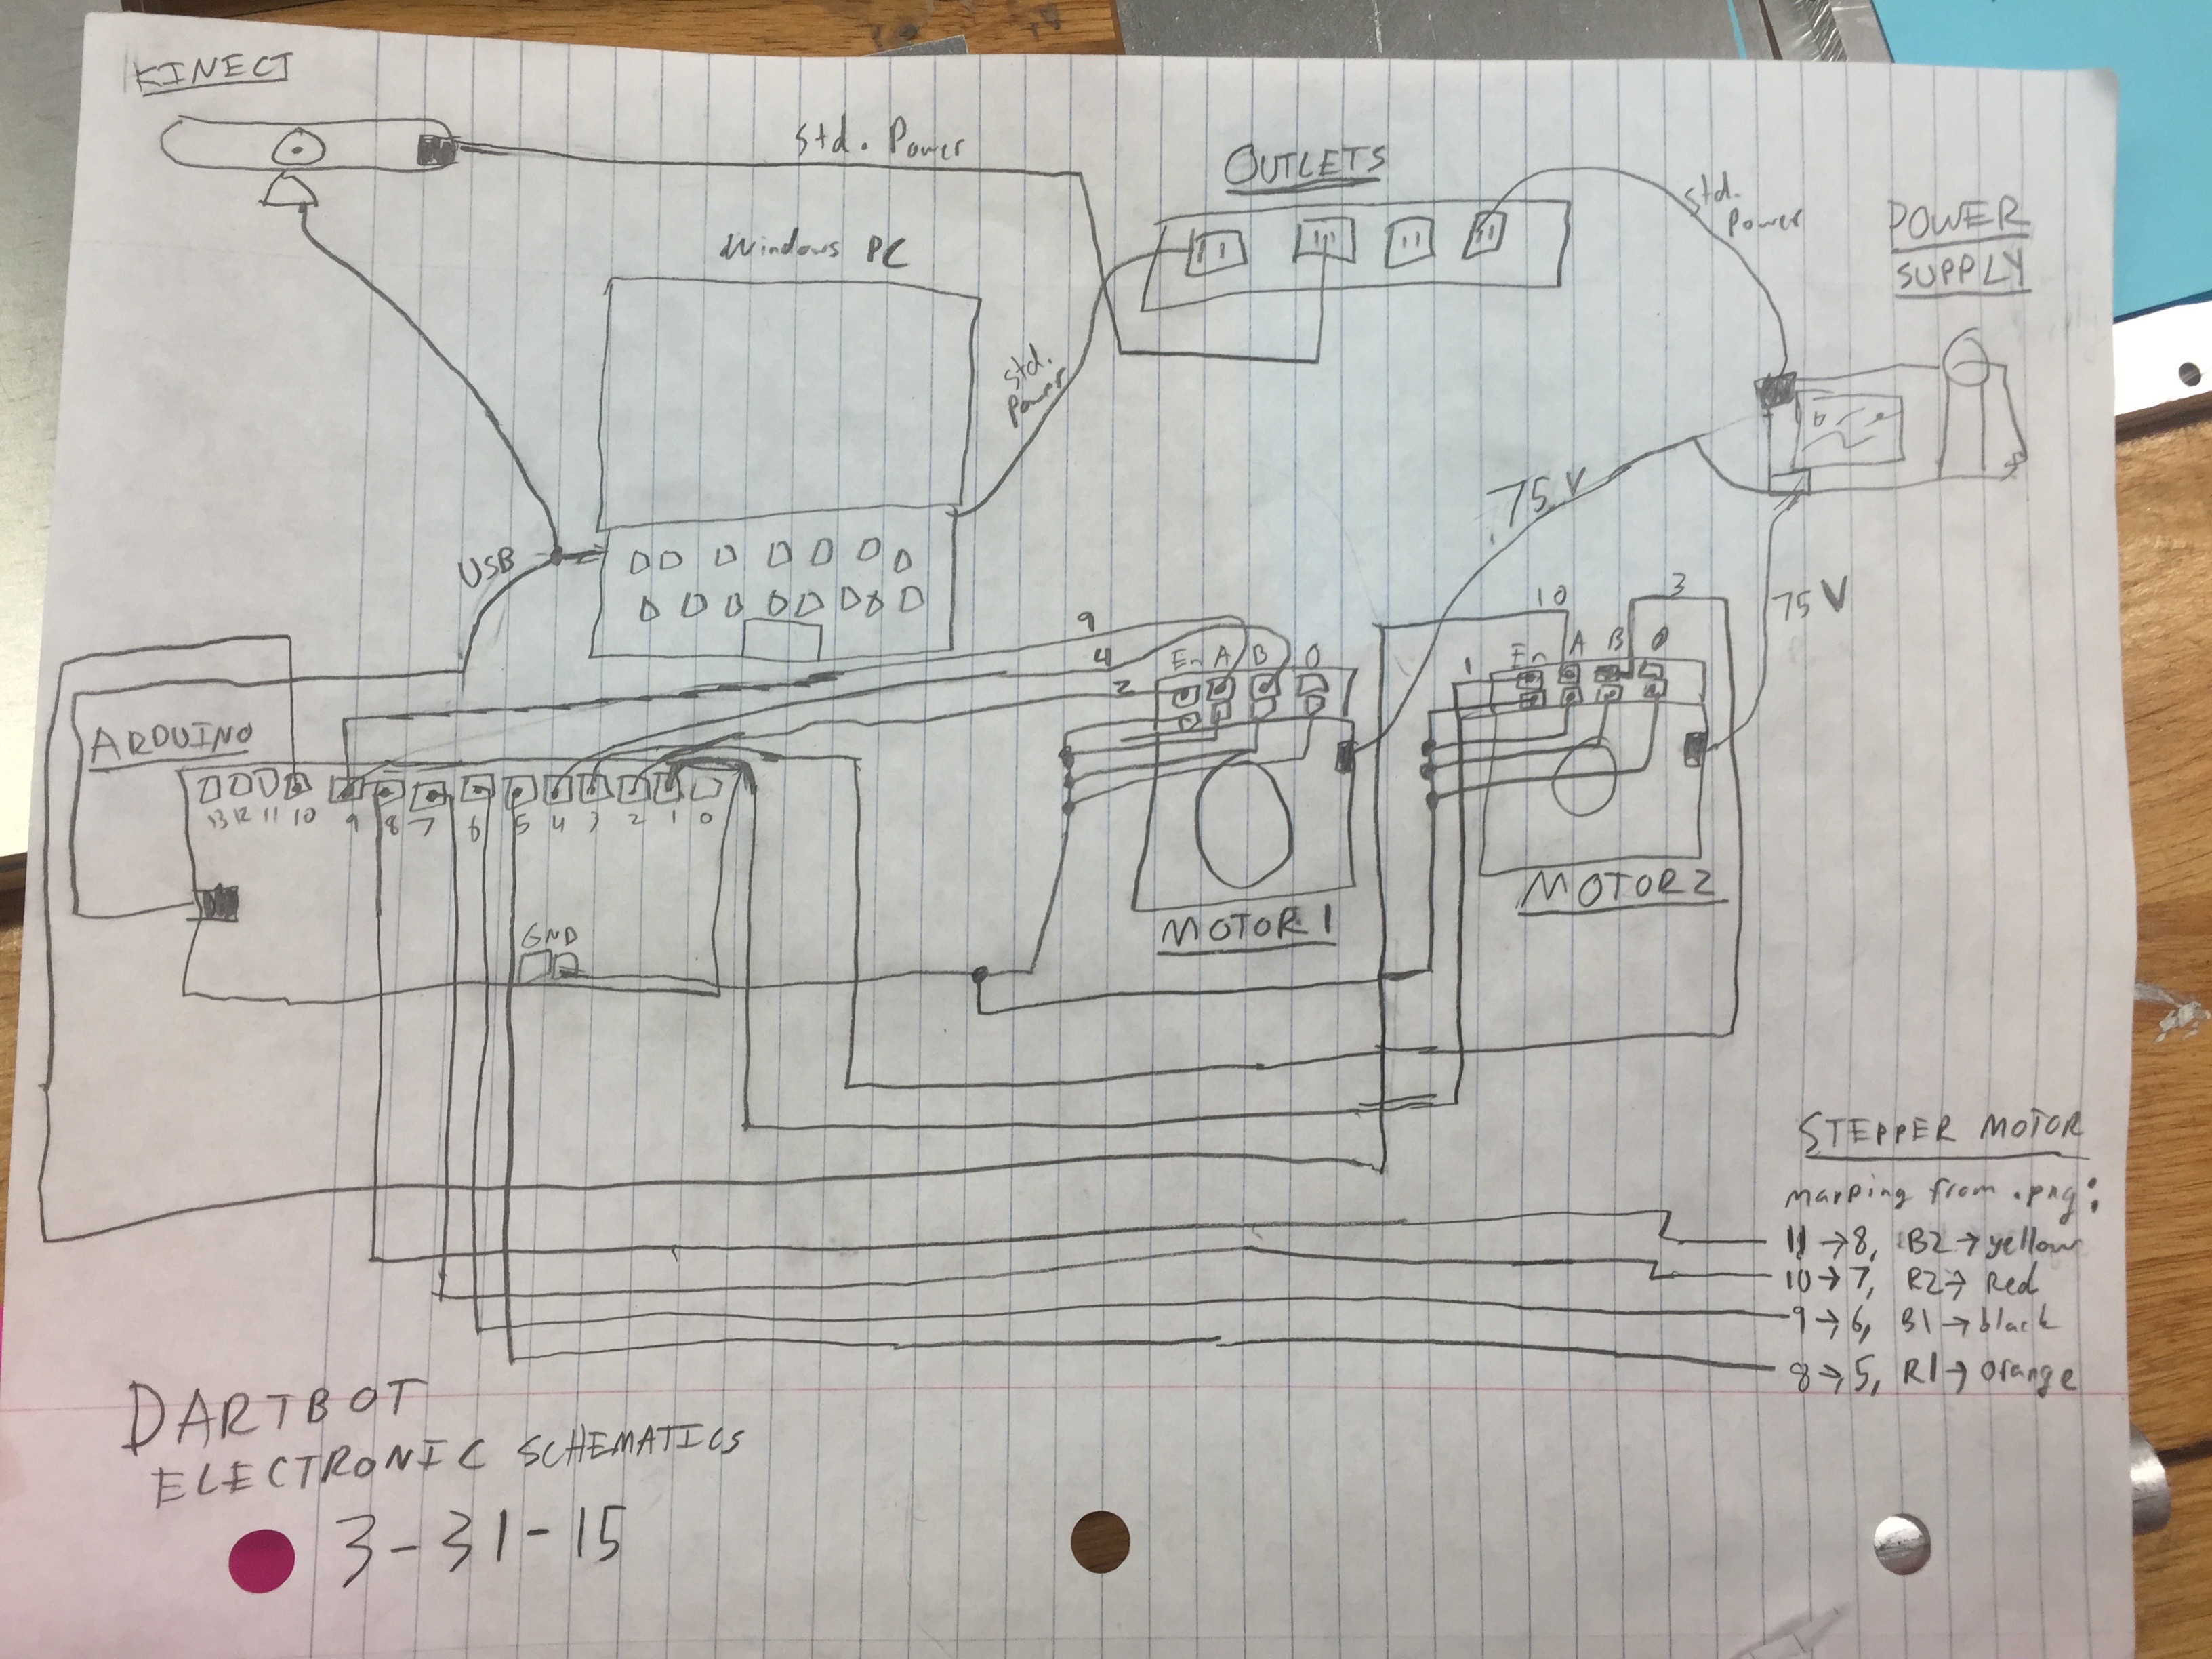 KINECT
std. Power
OUTLETS
std.
Power
POWER
SUPPLY
Windows PC
std.
Power
75 V
75 V
USB
9
4
2
En A B O
10
3
1
En A B O
ARDUINO
13 12 11 10 9 8 7 6 5 4 3 2 1 0
GND
MOTOR 1
MOTOR 2
STEPPER MOTOR
mapping from .png:
11→8, B2→yellow
10→7, R2→Red
9→6, B1→black
8→5, R1→orange
DARTBOT
ELECTRONIC SCHEMATICS
3-31-15